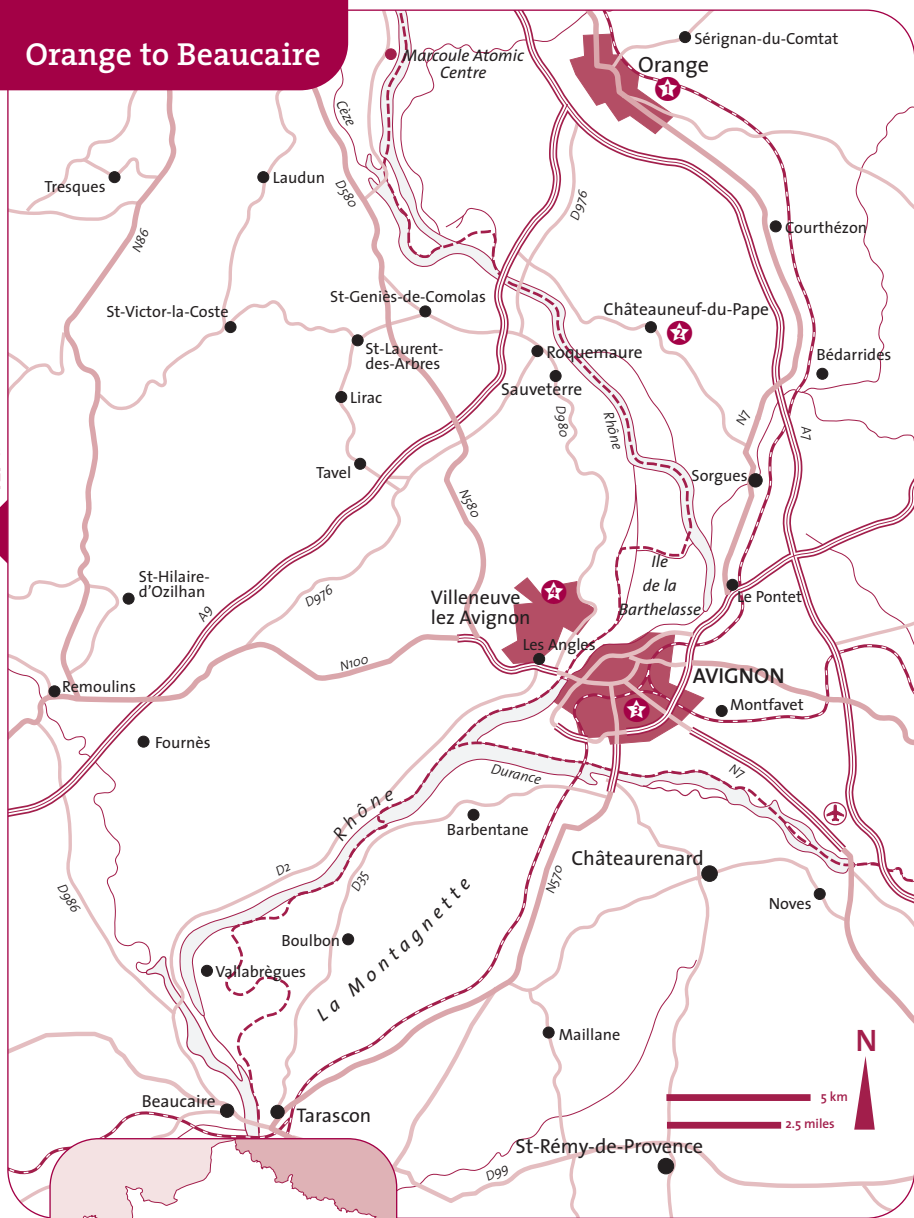 Orange to Beaucaire
Marcoule Atomic
Centre
Sérignan-du-Comtat
Orange
1
Cèze
Tresques
Laudun
D580
D976
N86
Courthézon
St-Geniès-de-Comolas
St-Victor-la-Coste
Châteauneuf-du-Pape
2
St-Laurent-
des-Arbres
Roquemaure
Bédarrides
Sauveterre
Lirac
D980
Rhône
N7
A7
Tavel
Sorgues
N580
Ile
de la
Barthelasse
St-Hilaire-
d'Ozilhan
D976
A9
Villeneuve
lez Avignon
4
Le Pontet
Les Angles
N100
AVIGNON
Remoulins
3
Montfavet
Fournès
Durance
N7
Rhône
Barbentane
Châteaurenard
D2
D35
N570
D986
Noves
La Montagnette
Boulbon
Vallabrègues
Maillane
N
5 km
2.5 miles
Beaucaire
Tarascon
St-Rémy-de-Provence
D99